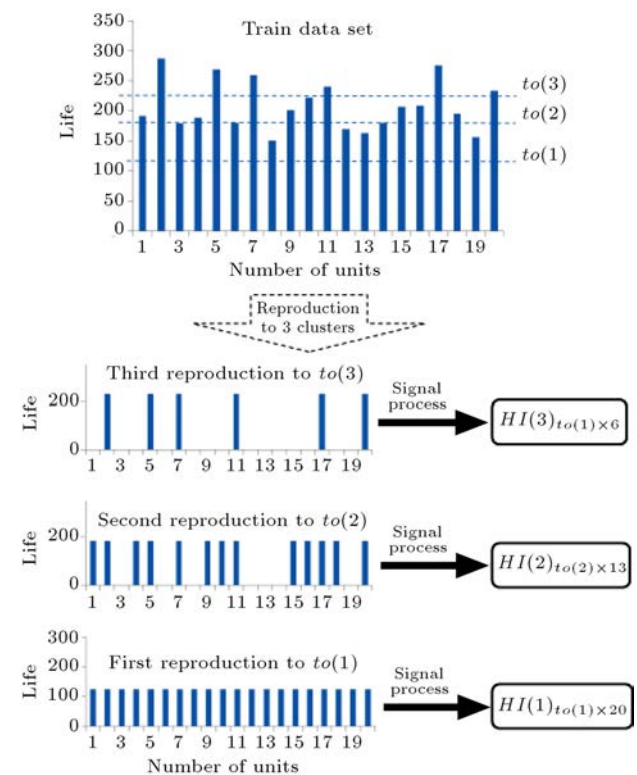 Train data set
350
300
250
200
150
100
50
0
Life
to(3)
to(2)
to(1)
1 3 5 7 9 11 13 15 17 19
Number of units
Reproduction
to 3 clusters
Third reproduction to to(3)
Life
200
0
1 3 5 7 9 11 13 15 17 19
Signal
process
HI(3)to(1)×6
Second reproduction to to(2)
Life
200
0
1 3 5 7 9 11 13 15 17 19
Signal
process
HI(2)to(2)×13
First reproduction to to(1)
Life
300
200
100
0
1 3 5 7 9 11 13 15 17 19
Number of units
Signal
process
HI(1)to(1)×20